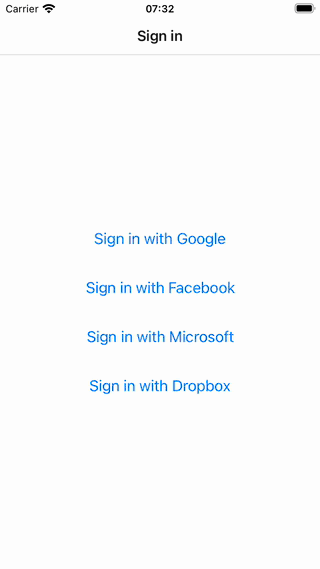 Carrier 07:32
Sign in
Sign in with Google
Sign in with Facebook
Sign in with Microsoft
Sign in with Dropbox